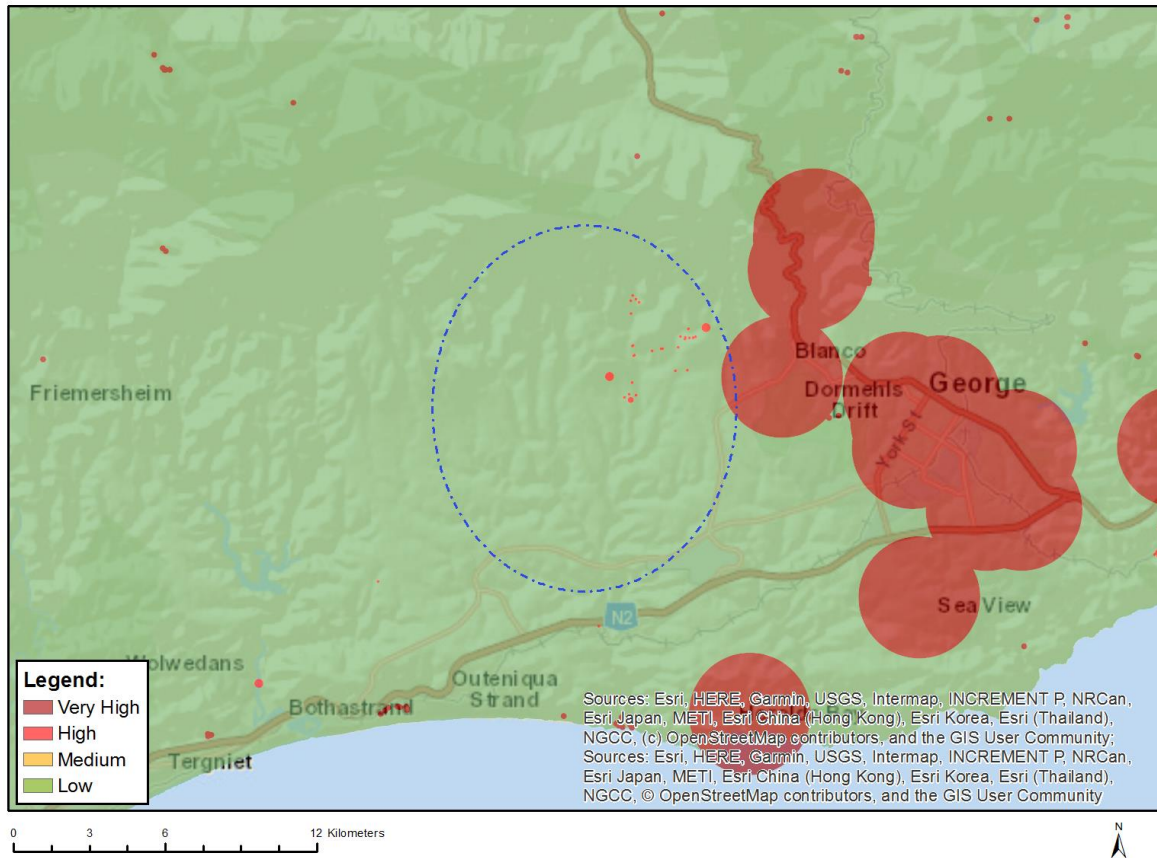 Friemersheim
Blanco
Dormehls
Drift
George
York St
N2
Sea View
Wolwedans
Outeniqua
Strand
Bothastrand
Tergniet
Legend:
Very High
High
Medium
Low
Sources: Esri, HERE, Garmin, USGS, Intermap, INCREMENT P, NRCan,
Esri Japan, METI, Esri China (Hong Kong), Esri Korea, Esri (Thailand),
NGCC, (c) OpenStreetMap contributors, and the GIS User Community;
Sources: Esri, HERE, Garmin, USGS, Intermap, INCREMENT P, NRCan,
Esri Japan, METI, Esri China (Hong Kong), Esri Korea, Esri (Thailand),
NGCC, © OpenStreetMap contributors, and the GIS User Community
0 3 6 12 Kilometers
N